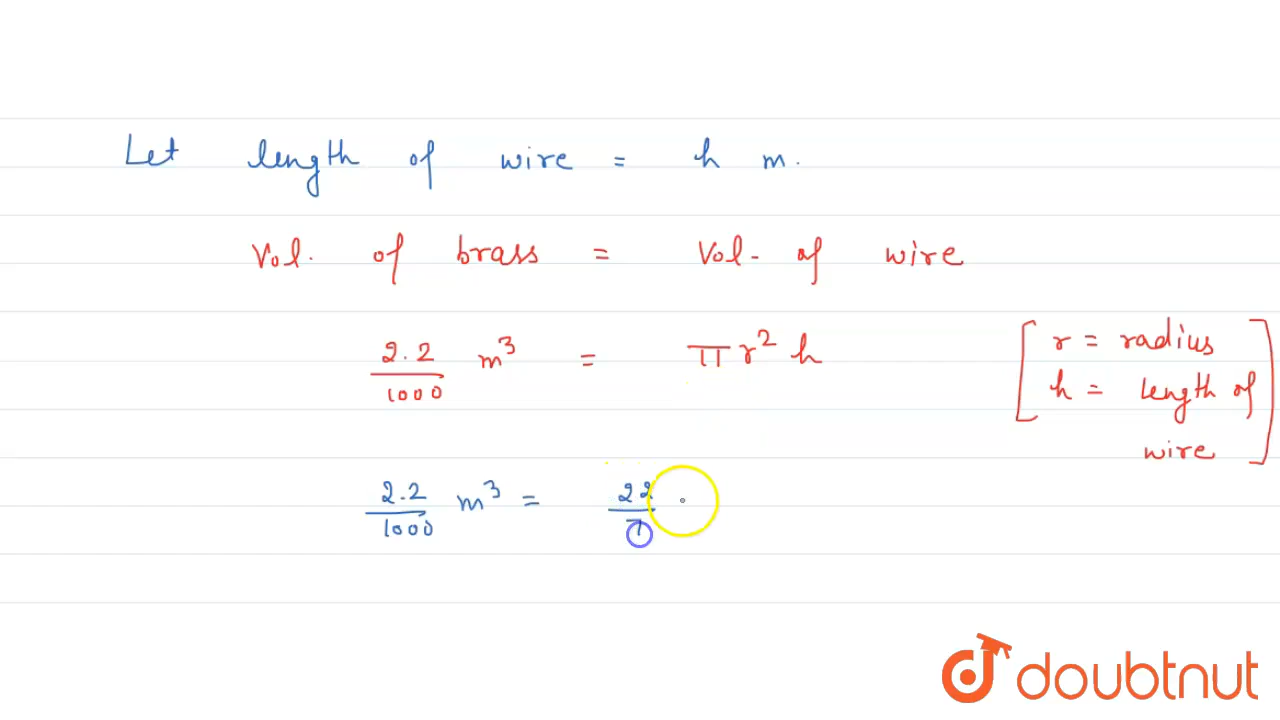 Let length of wire = h m.
Vol. of brass = Vol. of wire
2.2/1000 m³ = πr²h
[r = radius
h = length of
wire]
2.2/1000 m³ = 22/7
doubtnut